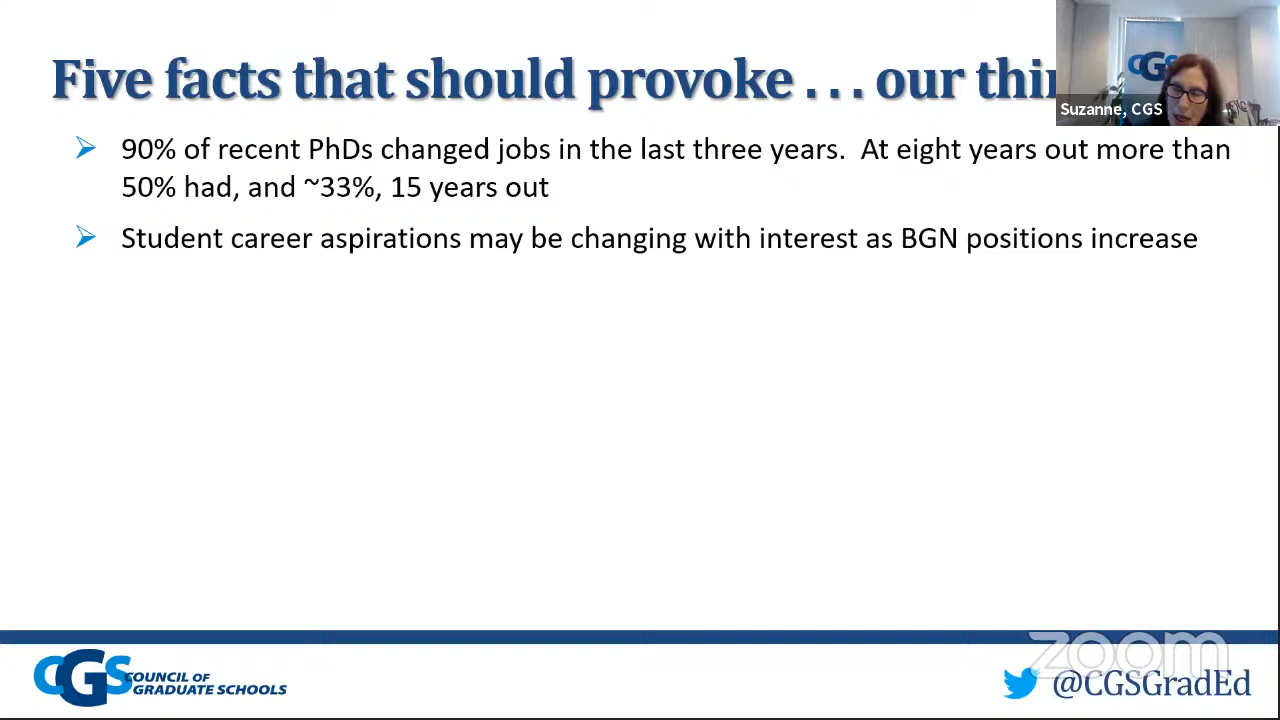 Five facts that should provoke . . . our thin
CGS
Suzanne, CGS
90% of recent PhDs changed jobs in the last three years. At eight years out more than
50% had, and ~33%, 15 years out
Student career aspirations may be changing with interest as BGN positions increase
zoom
CGS COUNCIL OF
GRADUATE SCHOOLS
@CGSGradEd